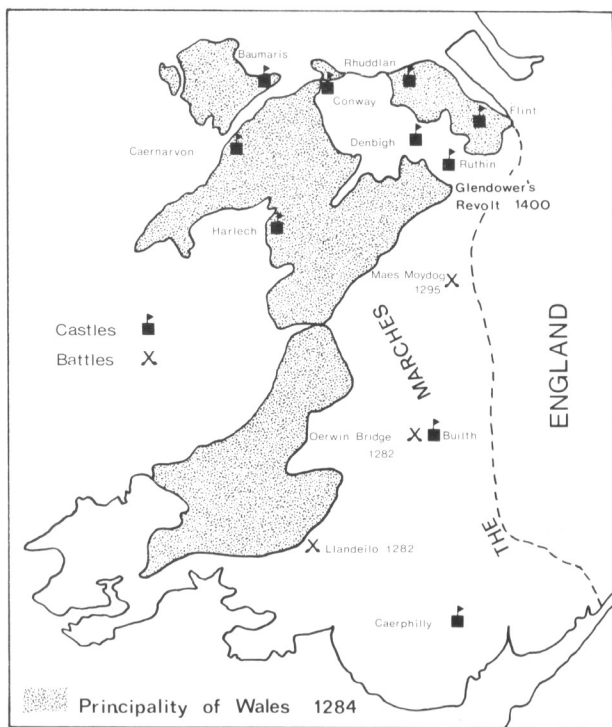 Baumaris
Rhuddlan
Conway
Flint
Caernarvon
Denbigh
Ruthin
Glendower's
Revolt 1400
Harlech
Maes Moydog
1295
Castles
Battles
MARCHES
ENGLAND
Oerwin Bridge
1282
Builth
THE
Llandeilo 1282
Caerphilly
Principality of Wales 1284